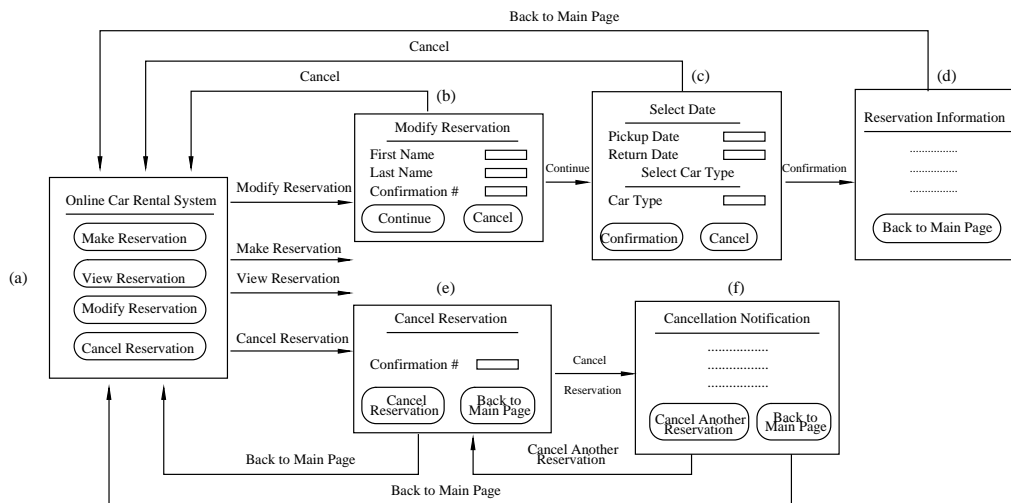 Back to Main Page
Cancel
Cancel
(a)
Online Car Rental System
Make Reservation
View Reservation
Modify Reservation
Cancel Reservation
Modify Reservation
Make Reservation
View Reservation
Cancel Reservation
(b)
Modify Reservation
First Name
Last Name
Confirmation #
Continue
Cancel
Continue
(c)
Select Date
Pickup Date
Return Date
Select Car Type
Car Type
Confirmation
Cancel
Confirmation
(d)
Reservation Information
................
................
................
Back to Main Page
(e)
Cancel Reservation
Confirmation #
Cancel
Reservation
Back to
Main Page
Cancel
Reservation
(f)
Cancellation Notification
................
................
................
Cancel Another
Reservation
Back to
Main Page
Cancel Another
Reservation
Back to Main Page
Back to Main Page